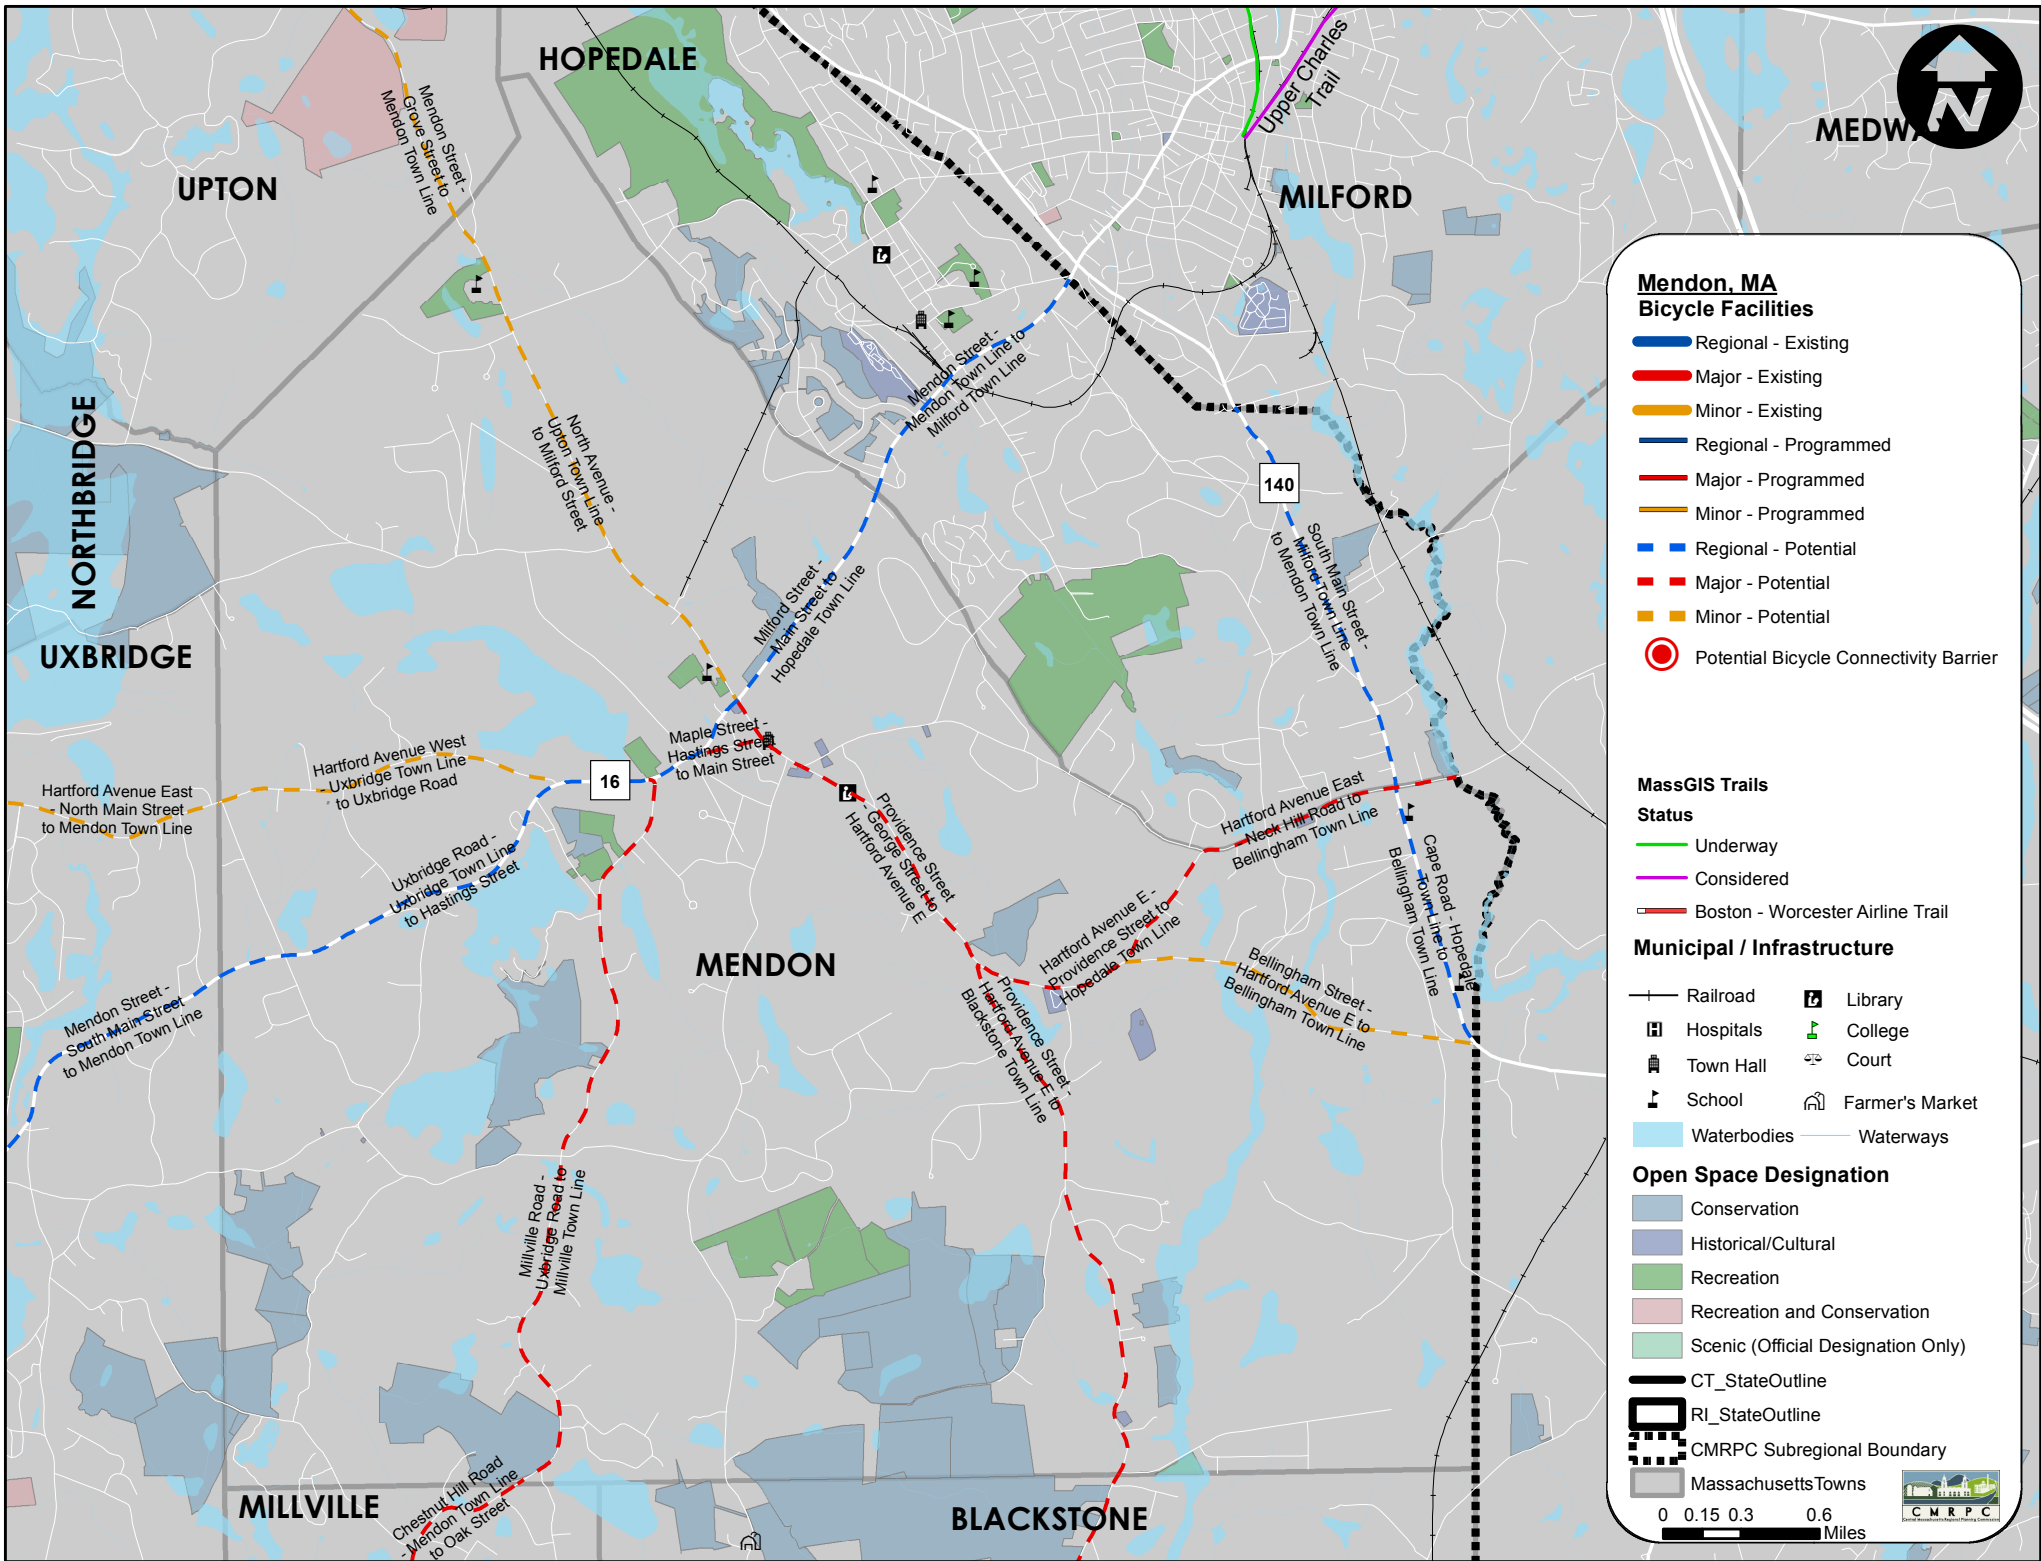 HOPEDALE
Upper Charles
Trail
MEDWAY
UPTON
MILFORD
N
Mendon Street -
Grove Street to
Mendon Town Line
Mendon Street -
Mendon Town Line to
Milford Town Line
NORTHBRIDGE
North Avenue -
Upton Town Line
to Milford Street
140
South Main Street -
Milford Town Line
to Mendon Town Line
Milford Street -
Main Street to
Hopedale Town Line
UXBRIDGE
Maple Street -
Hastings Street
to Main Street
16
Hartford Avenue West
- Uxbridge Town Line
to Uxbridge Road
Hartford Avenue East
- North Main Street
to Mendon Town Line
Uxbridge Road -
Uxbridge Town Line
to Hastings Street
Providence Street
- George Street to
Hartford Avenue E
Hartford Avenue East
- Neck Hill Road to
Bellingham Town Line
Cape Road - Hopedale
Town Line to
Bellingham Town Line
Hartford Avenue E -
Providence Street to
Hopedale Town Line
MENDON
Bellingham Street -
Hartford Avenue E to
Bellingham Town Line
Mendon Street -
South Main Street
to Mendon Town Line
Providence Street -
Hartford Avenue E to
Blackstone Town Line
Millville Road -
Uxbridge Road to
Millville Town Line
Chestnut Hill Road
- Mendon Town Line
to Oak Street
MILLVILLE
BLACKSTONE
Mendon, MA
Bicycle Facilities
Regional - Existing
Major - Existing
Minor - Existing
Regional - Programmed
Major - Programmed
Minor - Programmed
Regional - Potential
Major - Potential
Minor - Potential
Potential Bicycle Connectivity Barrier
MassGIS Trails
Status
Underway
Considered
Boston - Worcester Airline Trail
Municipal / Infrastructure
Railroad
Library
H Hospitals
College
Town Hall
Court
School
Farmer's Market
Waterbodies
Waterways
Open Space Designation
Conservation
Historical/Cultural
Recreation
Recreation and Conservation
Scenic (Official Designation Only)
CT_StateOutline
RI_StateOutline
CMRPC Subregional Boundary
MassachusettsTowns
0 0.15 0.3 0.6
Miles
CMRPC
Central Massachusetts Regional Planning Commission